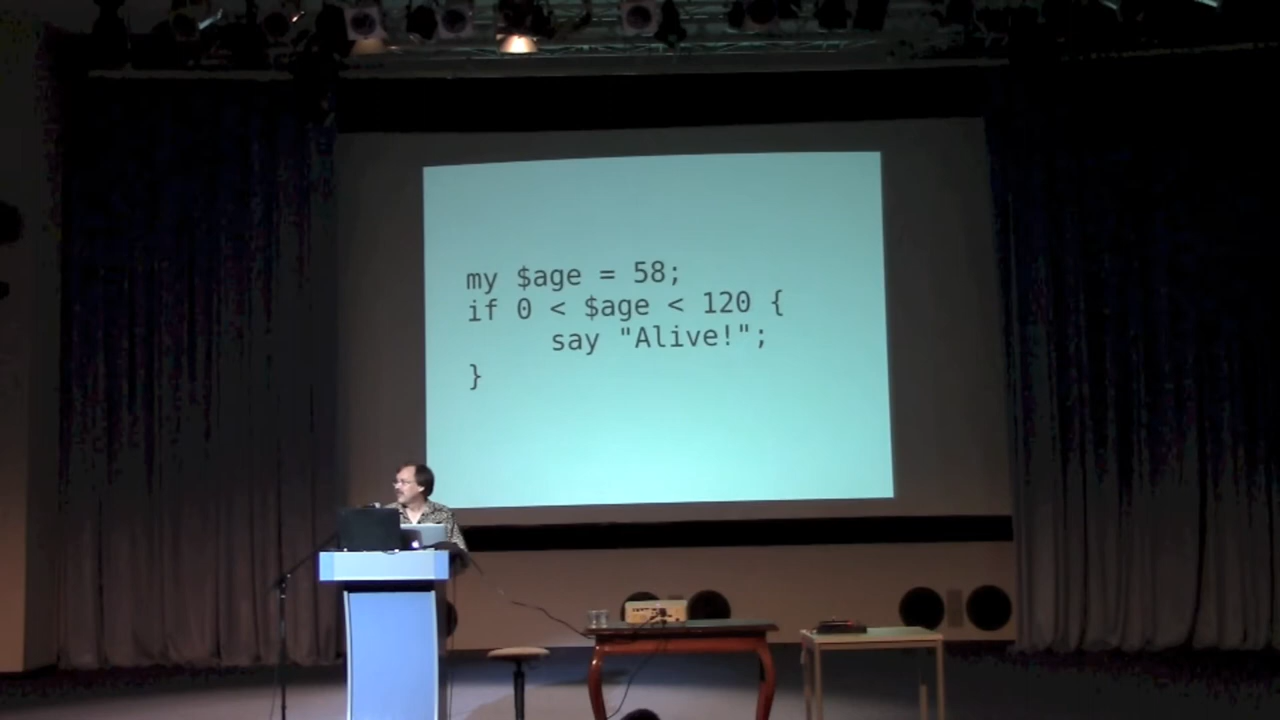 my $age = 58;
if 0 < $age < 120 {
     say "Alive!";
}